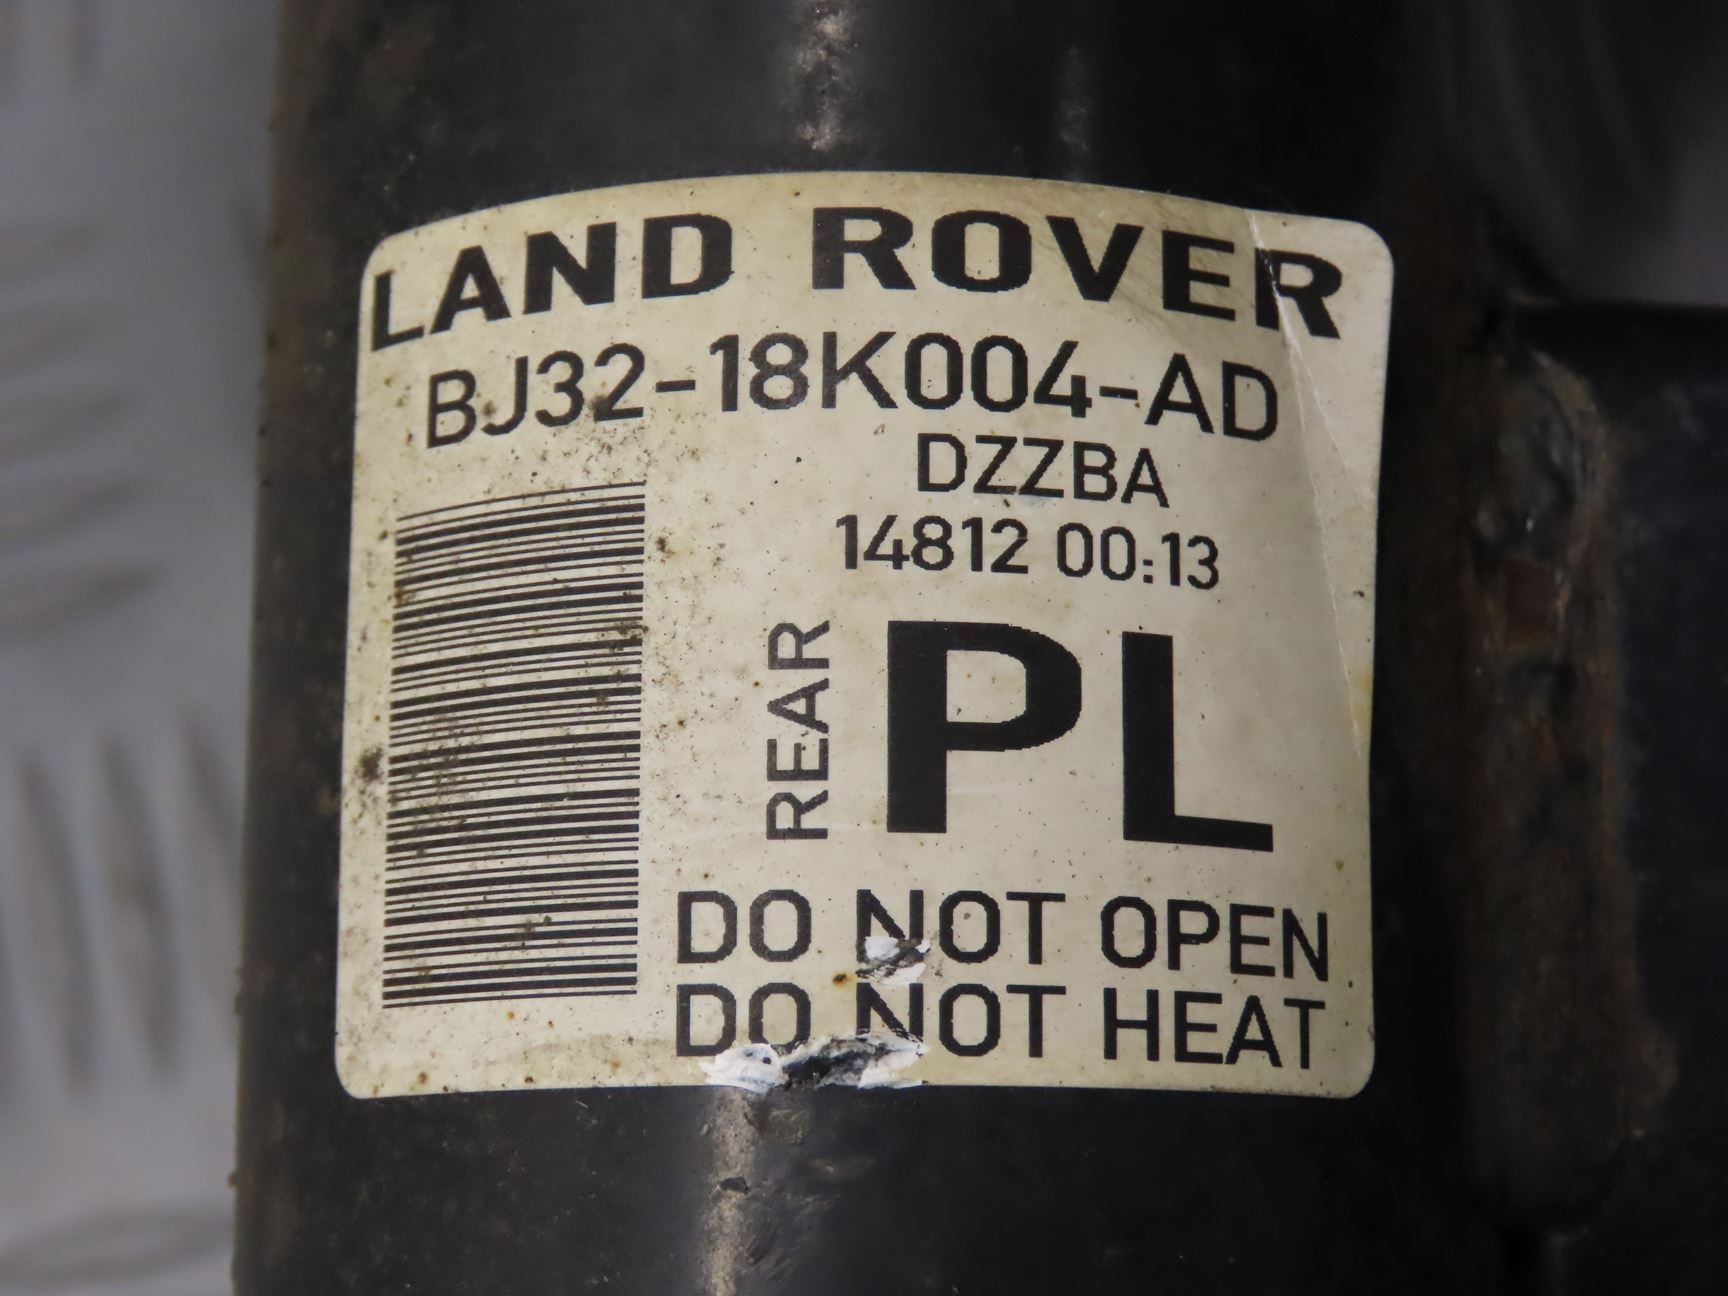 LAND ROVER
BJ32-18K004-AD
DZZBA
14812 00:13
REAR
PL
DO NOT OPEN
DO NOT HEAT